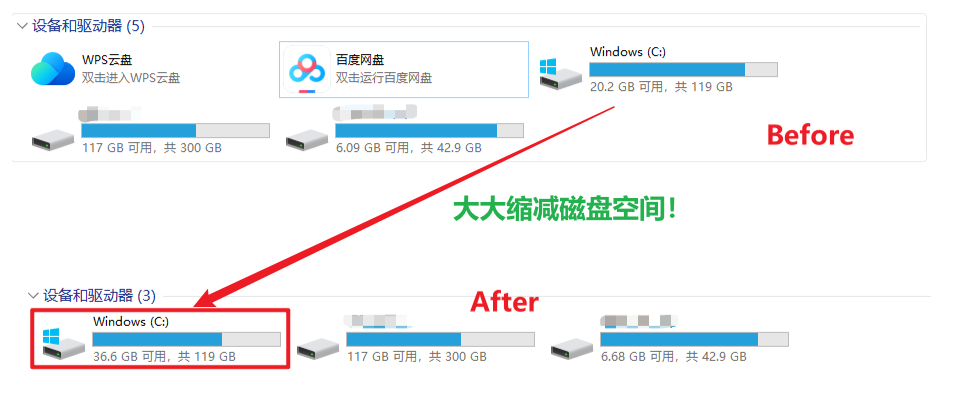 设备和驱动器 (5)
WPS云盘
双击进入WPS云盘
百度网盘
双击运行百度网盘
Windows (C:)
20.2 GB 可用，共 119 GB
117 GB 可用，共 300 GB
6.09 GB 可用，共 42.9 GB
Before
大大缩减磁盘空间！
After
设备和驱动器 (3)
Windows (C:)
36.6 GB 可用，共 119 GB
117 GB 可用，共 300 GB
6.68 GB 可用，共 42.9 GB